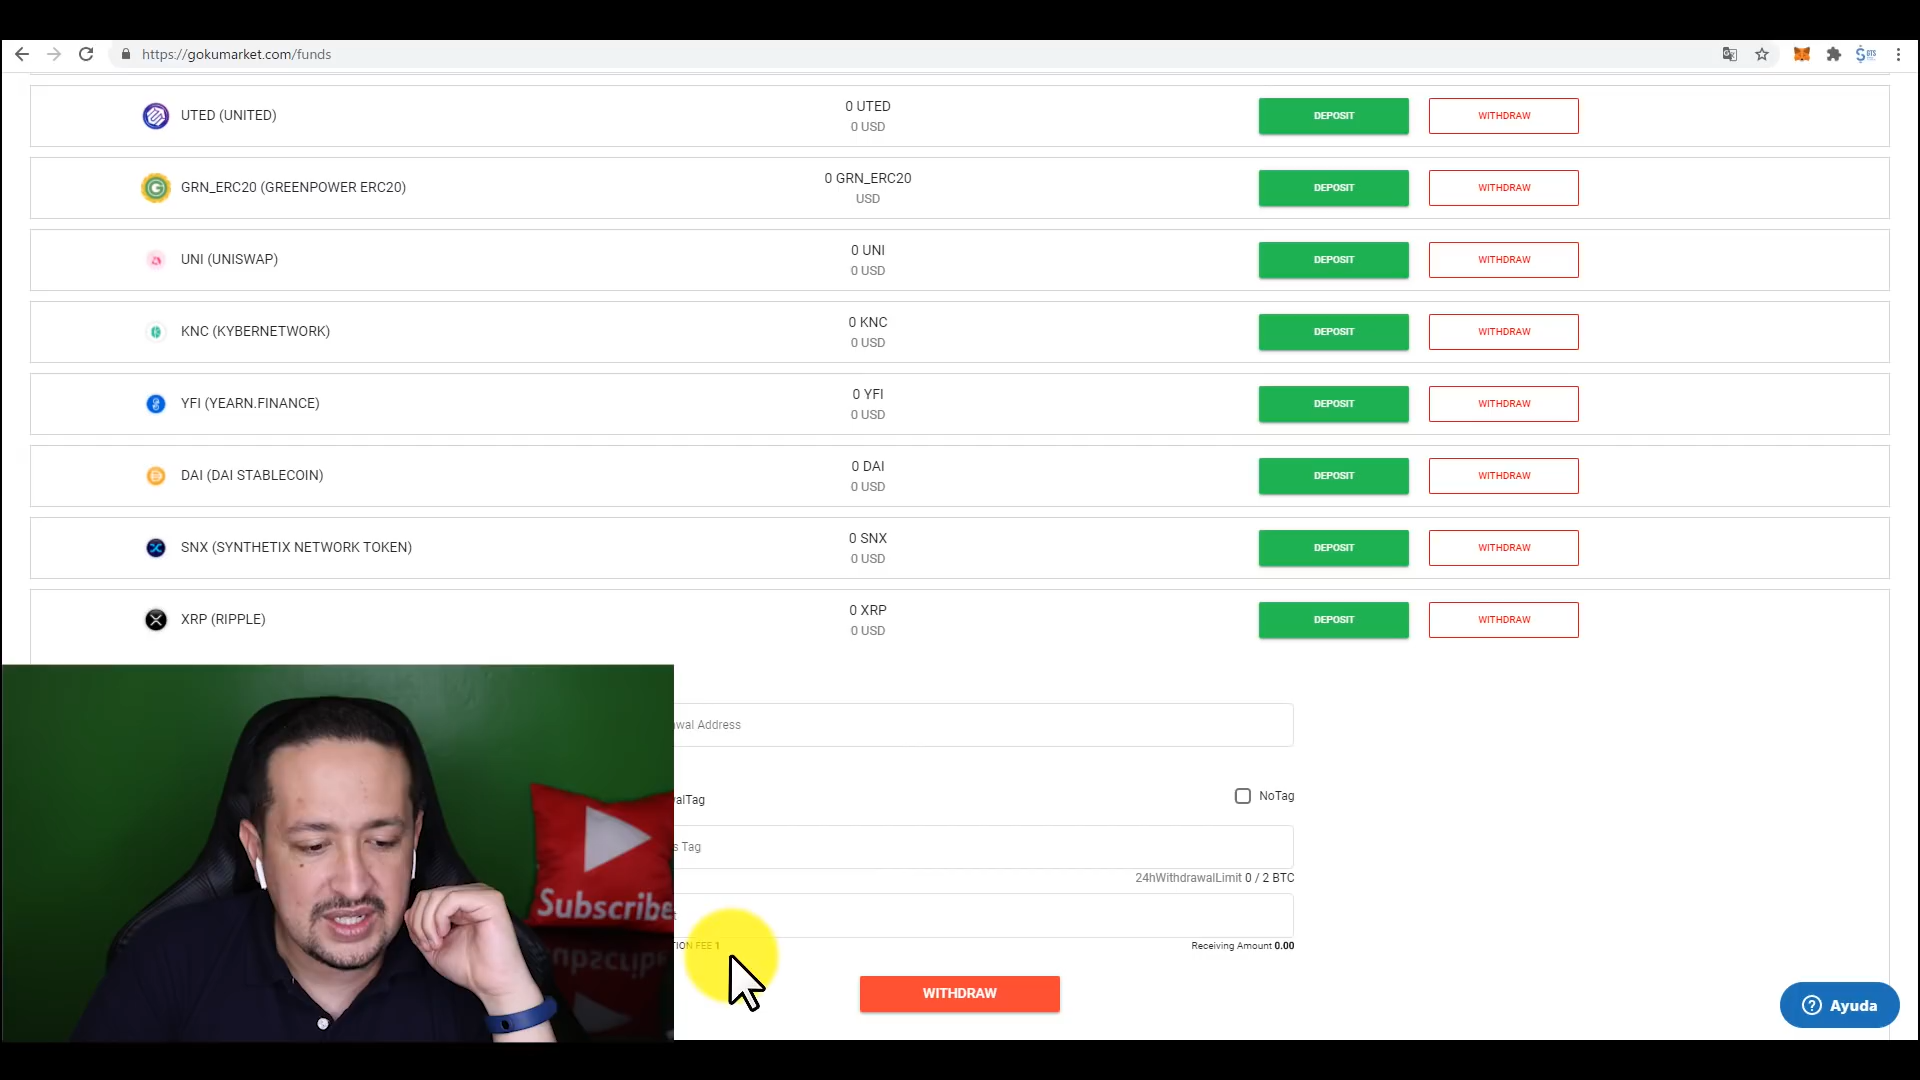 https://gokumarket.com/funds
UTED (UNITED)
0 UTED
0 USD
DEPOSIT
WITHDRAW
GRN_ERC20 (GREENPOWER ERC20)
0 GRN_ERC20
USD
DEPOSIT
WITHDRAW
UNI (UNISWAP)
0 UNI
0 USD
DEPOSIT
WITHDRAW
KNC (KYBERNETWORK)
0 KNC
0 USD
DEPOSIT
WITHDRAW
YFI (YEARN.FINANCE)
0 YFI
0 USD
DEPOSIT
WITHDRAW
DAI (DAI STABLECOIN)
0 DAI
0 USD
DEPOSIT
WITHDRAW
SNX (SYNTHETIX NETWORK TOKEN)
0 SNX
0 USD
DEPOSIT
WITHDRAW
XRP (RIPPLE)
0 XRP
0 USD
DEPOSIT
WITHDRAW
Address
NoTag
Tag
24hWithdrawalLimit 0 / 2 BTC
FEE 1
Receiving Amount 0.00
WITHDRAW
Subscribe
Ayuda